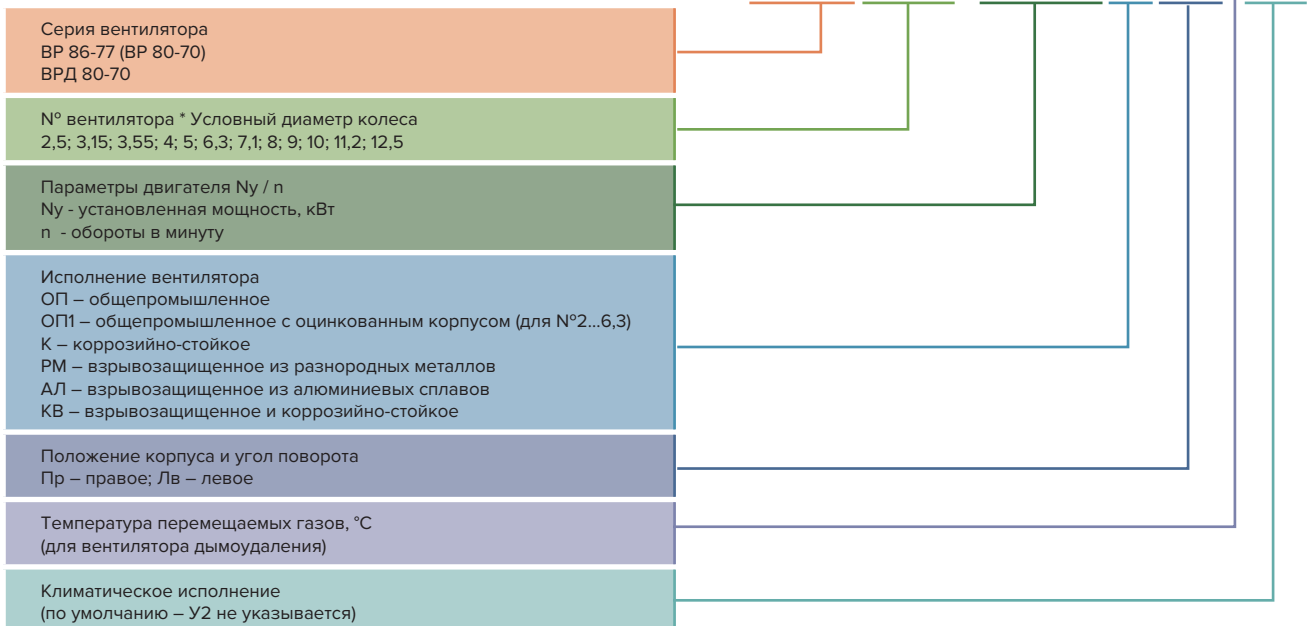 Серия вентилятора
ВР 86-77 (ВР 80-70)
ВРД 80-70
Nº вентилятора * Условный диаметр колеса
2,5; 3,15; 3,55; 4; 5; 6,3; 7,1; 8; 9; 10; 11,2; 12,5
Параметры двигателя Ny / n
Ny - установленная мощность, кВт
n - обороты в минуту
Исполнение вентилятора
ОП – общепромышленное
ОП1 – общепромышленное с оцинкованным корпусом (для Nº2...6,3)
К – коррозийно-стойкое
РМ – взрывозащищенное из разнородных металлов
АЛ – взрывозащищенное из алюминиевых сплавов
КВ – взрывозащищенное и коррозийно-стойкое
Положение корпуса и угол поворота
Пр – правое; Лв – левое
Температура перемещаемых газов, °С
(для вентилятора дымоудаления)
Климатическое исполнение
(по умолчанию – У2 не указывается)